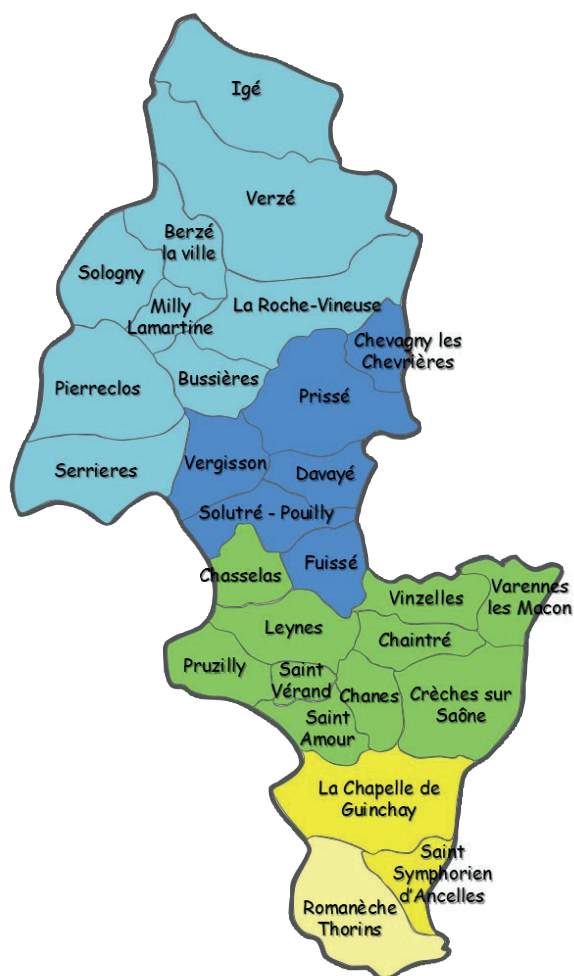 Igé
Verzé
Berzé
la ville
Sologny
Milly
Lamartine
La Roche-Vineuse
Chevagny les
Chevrières
Pierreclos
Bussières
Prissé
Serrieres
Vergisson
Davayé
Solutré - Pouilly
Fuissé
Chasselas
Vinzelles
Varennes
les Macon
Leynes
Chaintré
Pruzilly
Saint
Vérand
Chanes
Crèches sur
Saône
Saint
Amour
La Chapelle de
Guinchay
Saint
Symphorien
d'Ancelles
Romanèche
Thorins